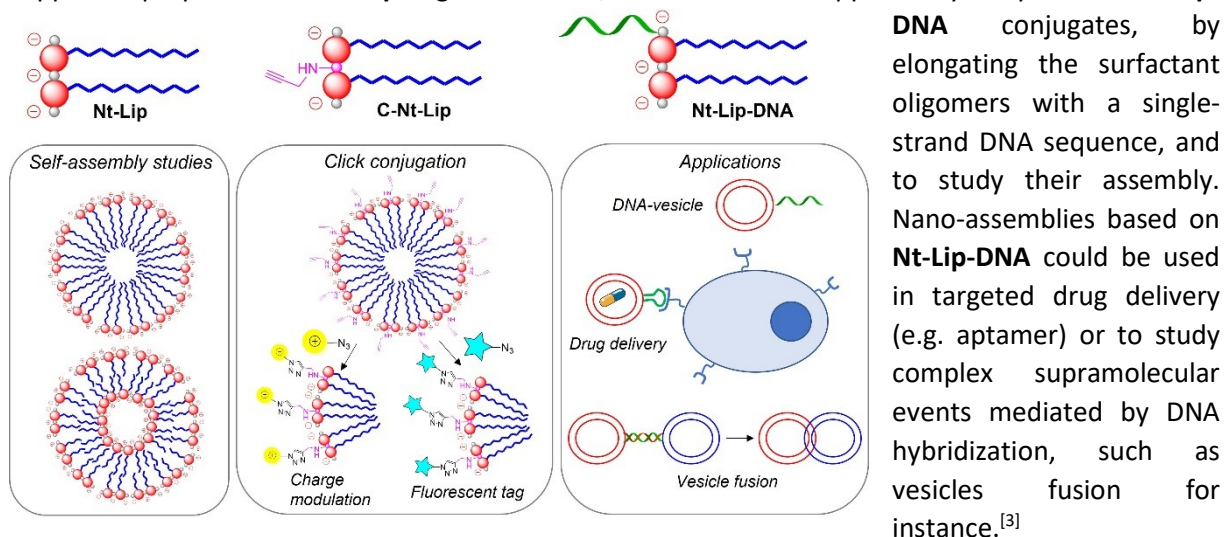 Nt-Lip
C-Nt-Lip
Nt-Lip-DNA
HN
Self-assembly studies
Click conjugation
N3
N3
Charge
modulation
Fluorescent tag
Applications
DNA-vesicle
Drug delivery
Vesicle fusion
DNA conjugates, by
elongating the surfactant
oligomers with a single-
strand DNA sequence, and
to study their assembly.
Nano-assemblies based on
Nt-Lip-DNA could be used
in targeted drug delivery
(e.g. aptamer) or to study
complex supramolecular
events mediated by DNA
hybridization, such as
vesicles fusion for
instance.[3]